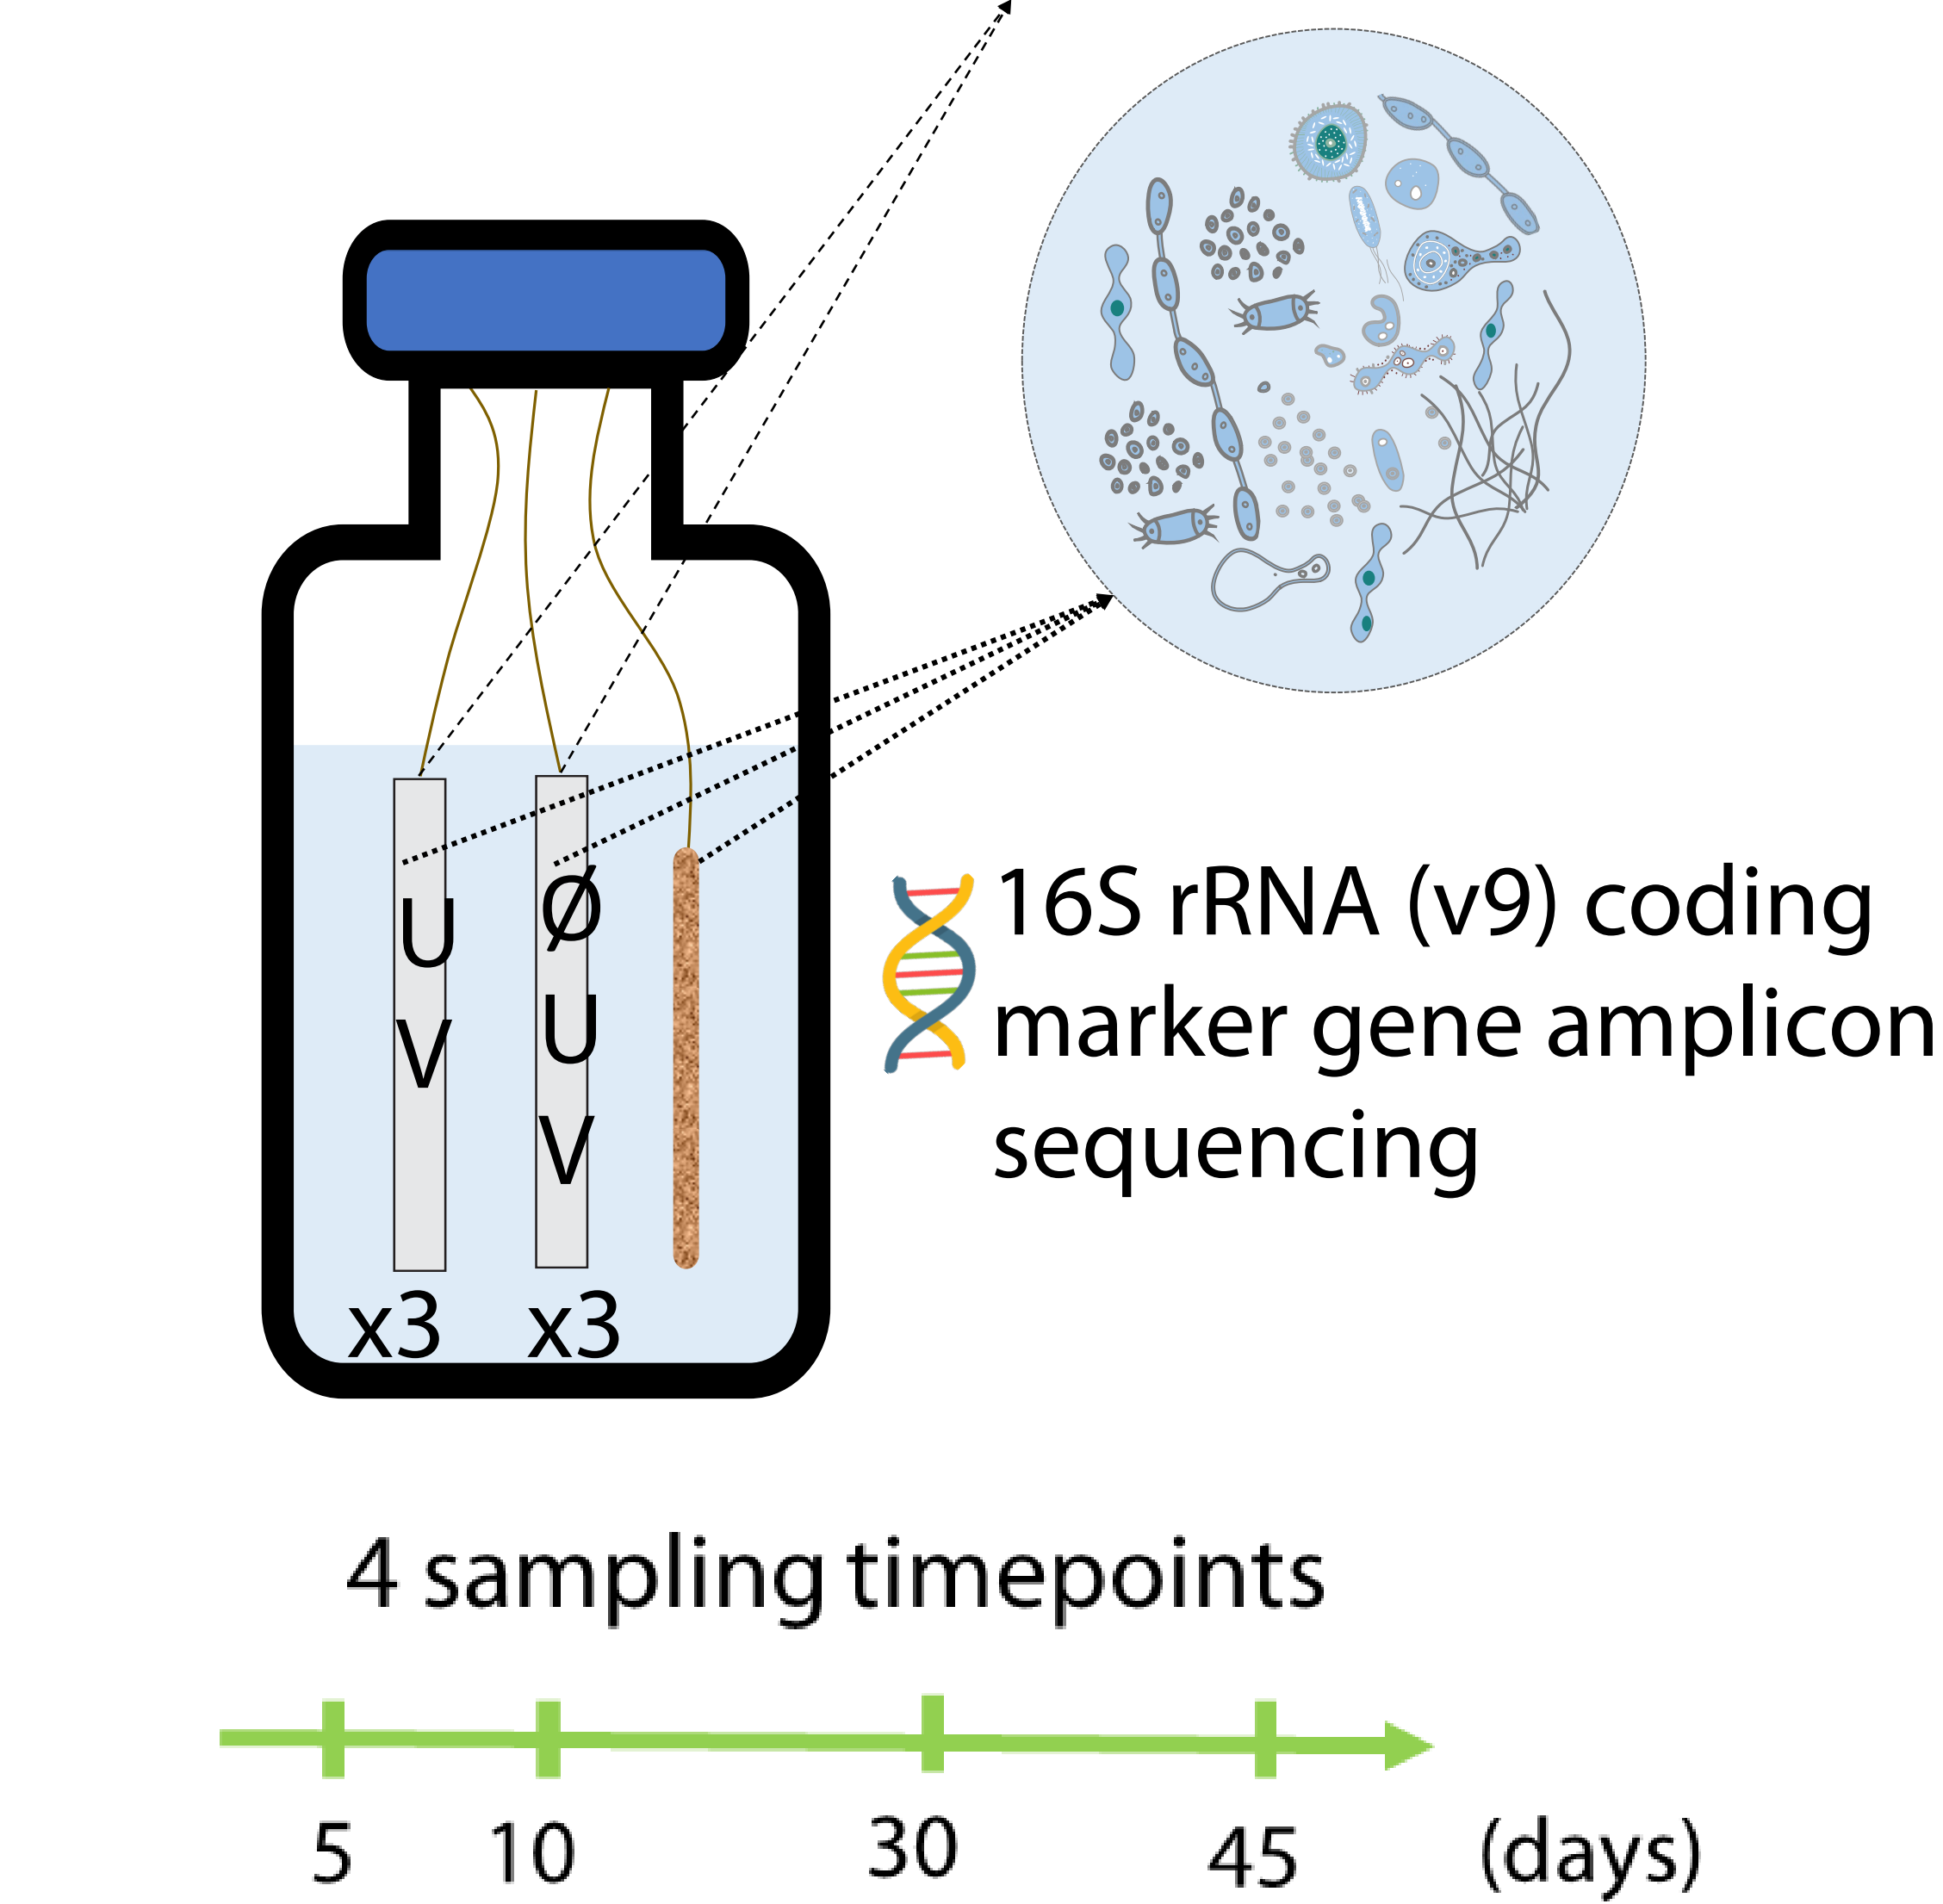 U
V
Ø
U
V
x3
x3
16S rRNA (v9) coding
marker gene amplicon
sequencing
4 sampling timepoints
5 10 30 45 (days)